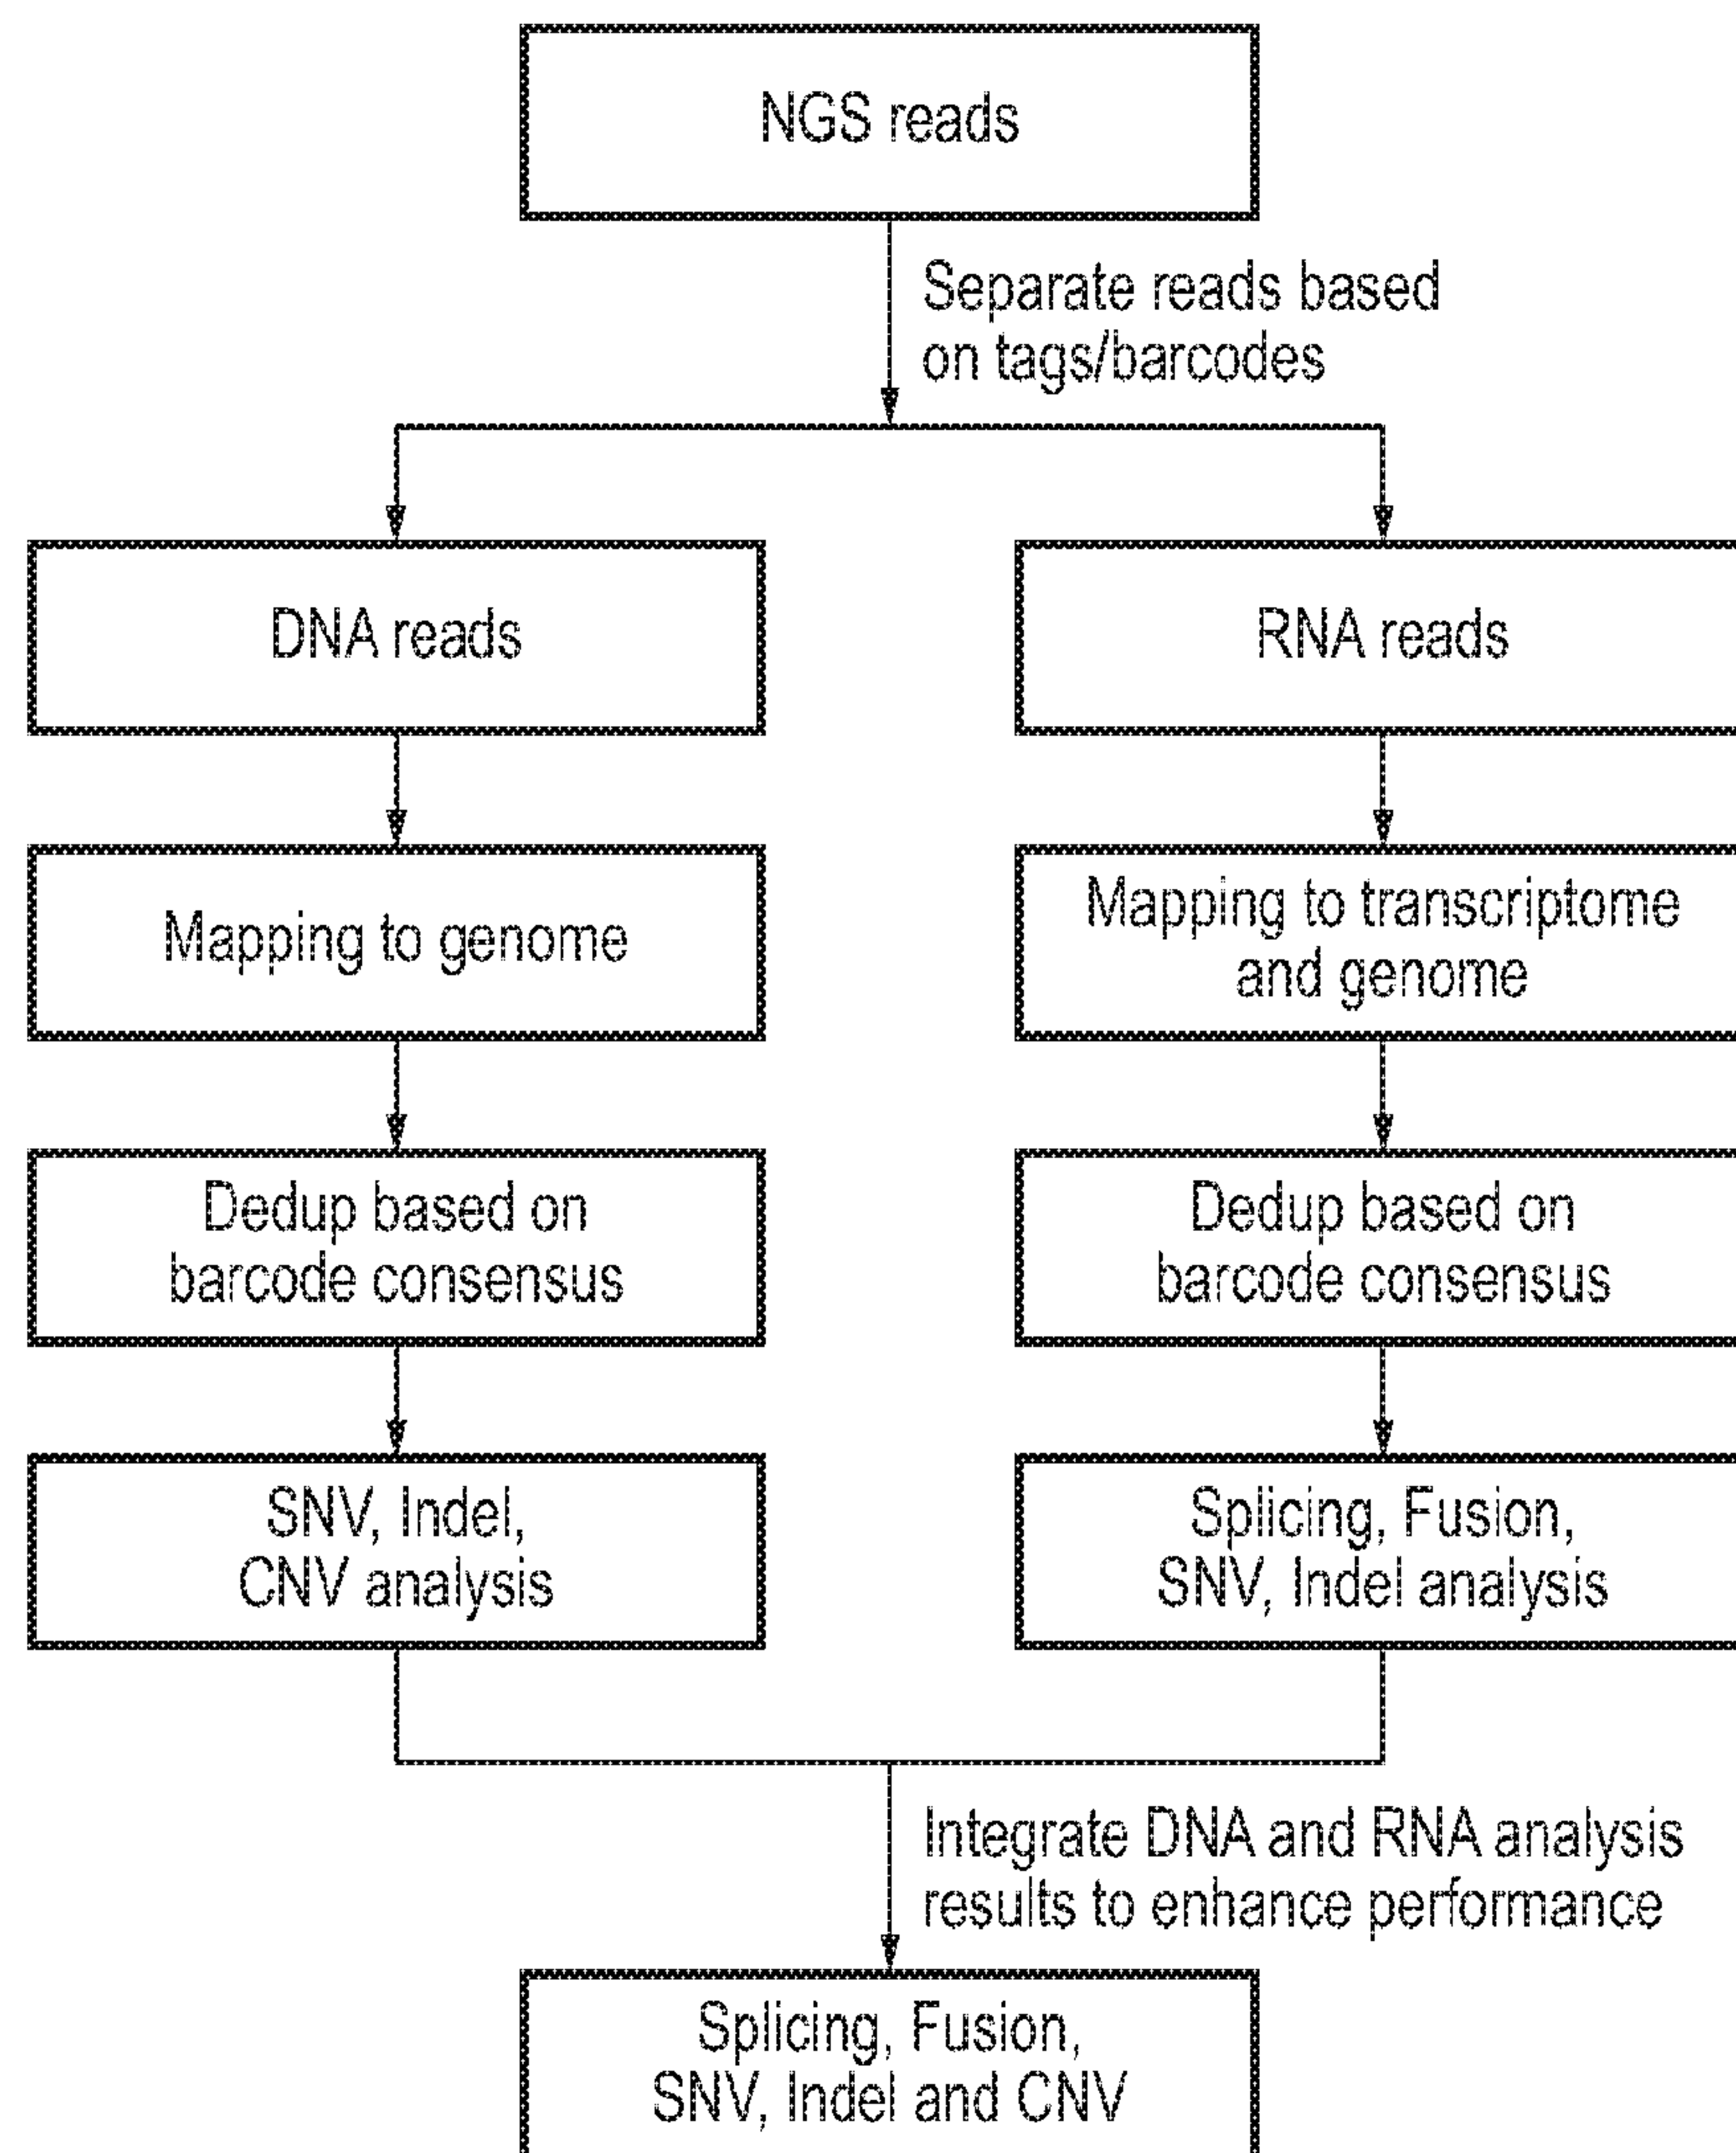 NGS reads
Separate reads based
on tags/barcodes
DNA reads
RNA reads
Mapping to genome
Mapping to transcriptome
and genome
Dedup based on
barcode consensus
Dedup based on
barcode consensus
SNV, Indel,
CNV analysis
Splicing, Fusion,
SNV, Indel analysis
Integrate DNA and RNA analysis
results to enhance performance
Splicing, Fusion,
SNV, Indel and CNV